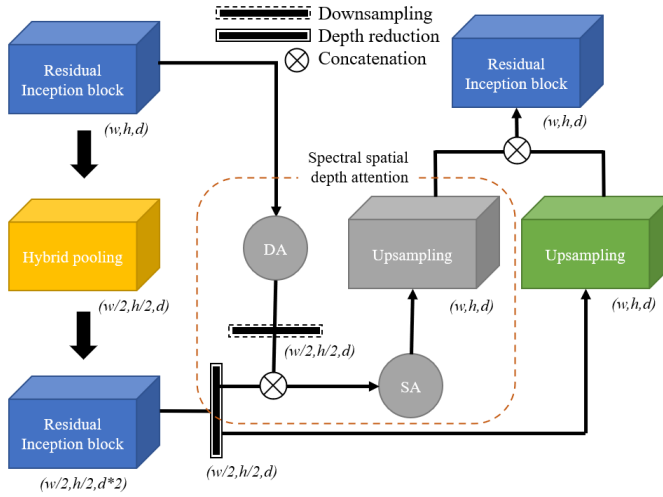 Downsampling
Depth reduction
Concatenation
Residual
Inception block
(w,h,d)
Residual
Inception block
(w,h,d)
Spectral spatial
depth attention
Hybrid pooling
(w/2,h/2,d)
DA
Upsampling
(w,h,d)
Upsampling
(w,h,d)
(w/2,h/2,d)
SA
Residual
Inception block
(w/2,h/2,d*2)
(w/2,h/2,d)